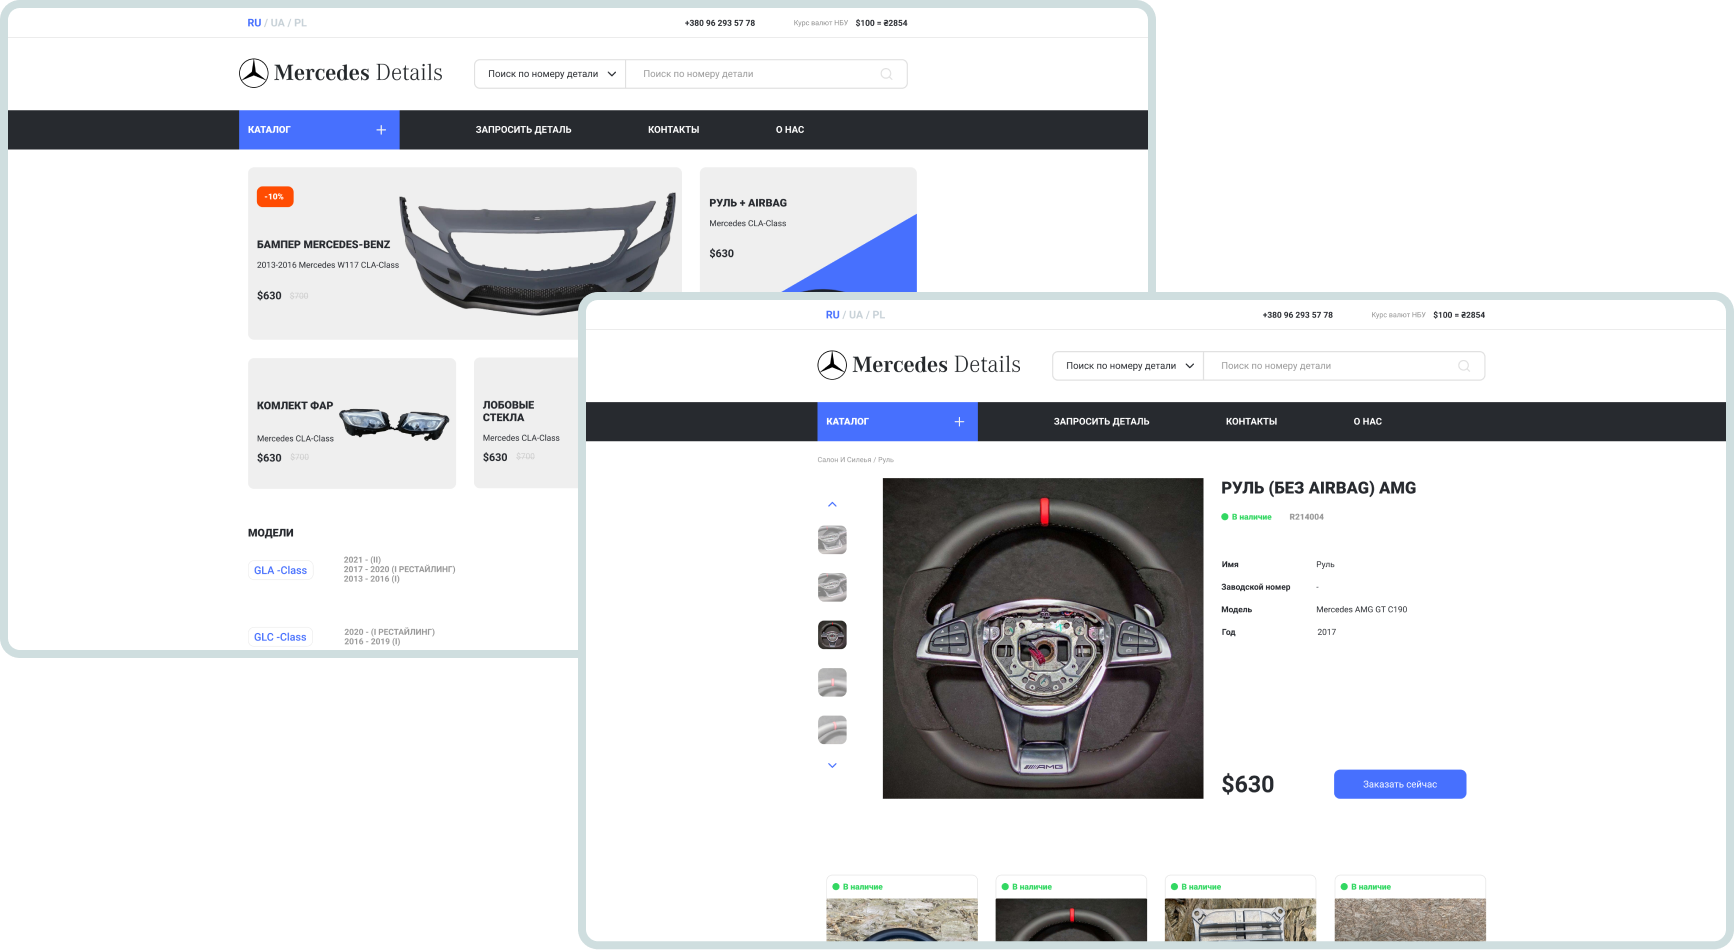 RU / UA / PL
+380 96 293 57 78
Курс валют НБУ $100 = ₴2854
Mercedes Details
Поиск по номеру детали
Поиск по номеру детали
КАТАЛОГ +
ЗАПРОСИТЬ ДЕТАЛЬ
КОНТАКТЫ
О НАС
-10%
БАМПЕР MERCEDES-BENZ
2013-2016 Mercedes W117 CLA-Class
$630 $700
РУЛЬ + AIRBAG
Mercedes CLA-Class
$630
КОМЛЕКТ ФАР
Mercedes CLA-Class
$630 $700
ЛОБОВЫЕ
СТЕКЛА
Mercedes CLA-Class
$630 $700
МОДЕЛИ
GLA -Class
2021 - (II)
2017 - 2020 (I РЕСТАЙЛИНГ)
2013 - 2016 (I)
GLC -Class
2020 - (I РЕСТАЙЛИНГ)
2016 - 2019 (I)
RU / UA / PL
+380 96 293 57 78
Курс валют НБУ $100 = ₴2854
Mercedes Details
Поиск по номеру детали
Поиск по номеру детали
КАТАЛОГ +
ЗАПРОСИТЬ ДЕТАЛЬ
КОНТАКТЫ
О НАС
Салон И Силеья / Руль
РУЛЬ (БЕЗ AIRBAG) AMG
В наличие R214004
Имя Руль
Заводской номер -
Модель Mercedes AMG GT C190
Год 2017
AMG
$630
Заказать сейчас
В наличие
В наличие
В наличие
В наличие